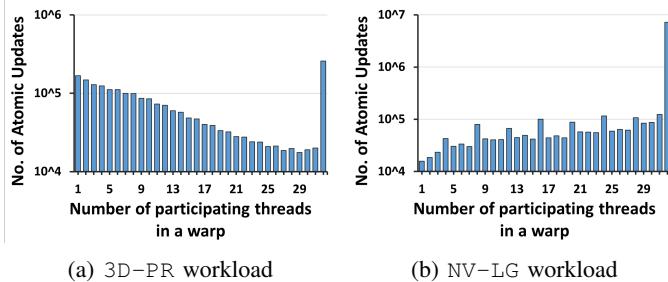 No. of Atomic Updates
10^6
10^5
10^4
1 5 9 13 17 21 25 29
Number of participating threads
in a warp
(a) 3D-PR workload
No. of Atomic Updates
10^7
10^6
10^5
10^4
1 5 9 13 17 21 25 29
Number of participating threads
in a warp
(b) NV-LG workload